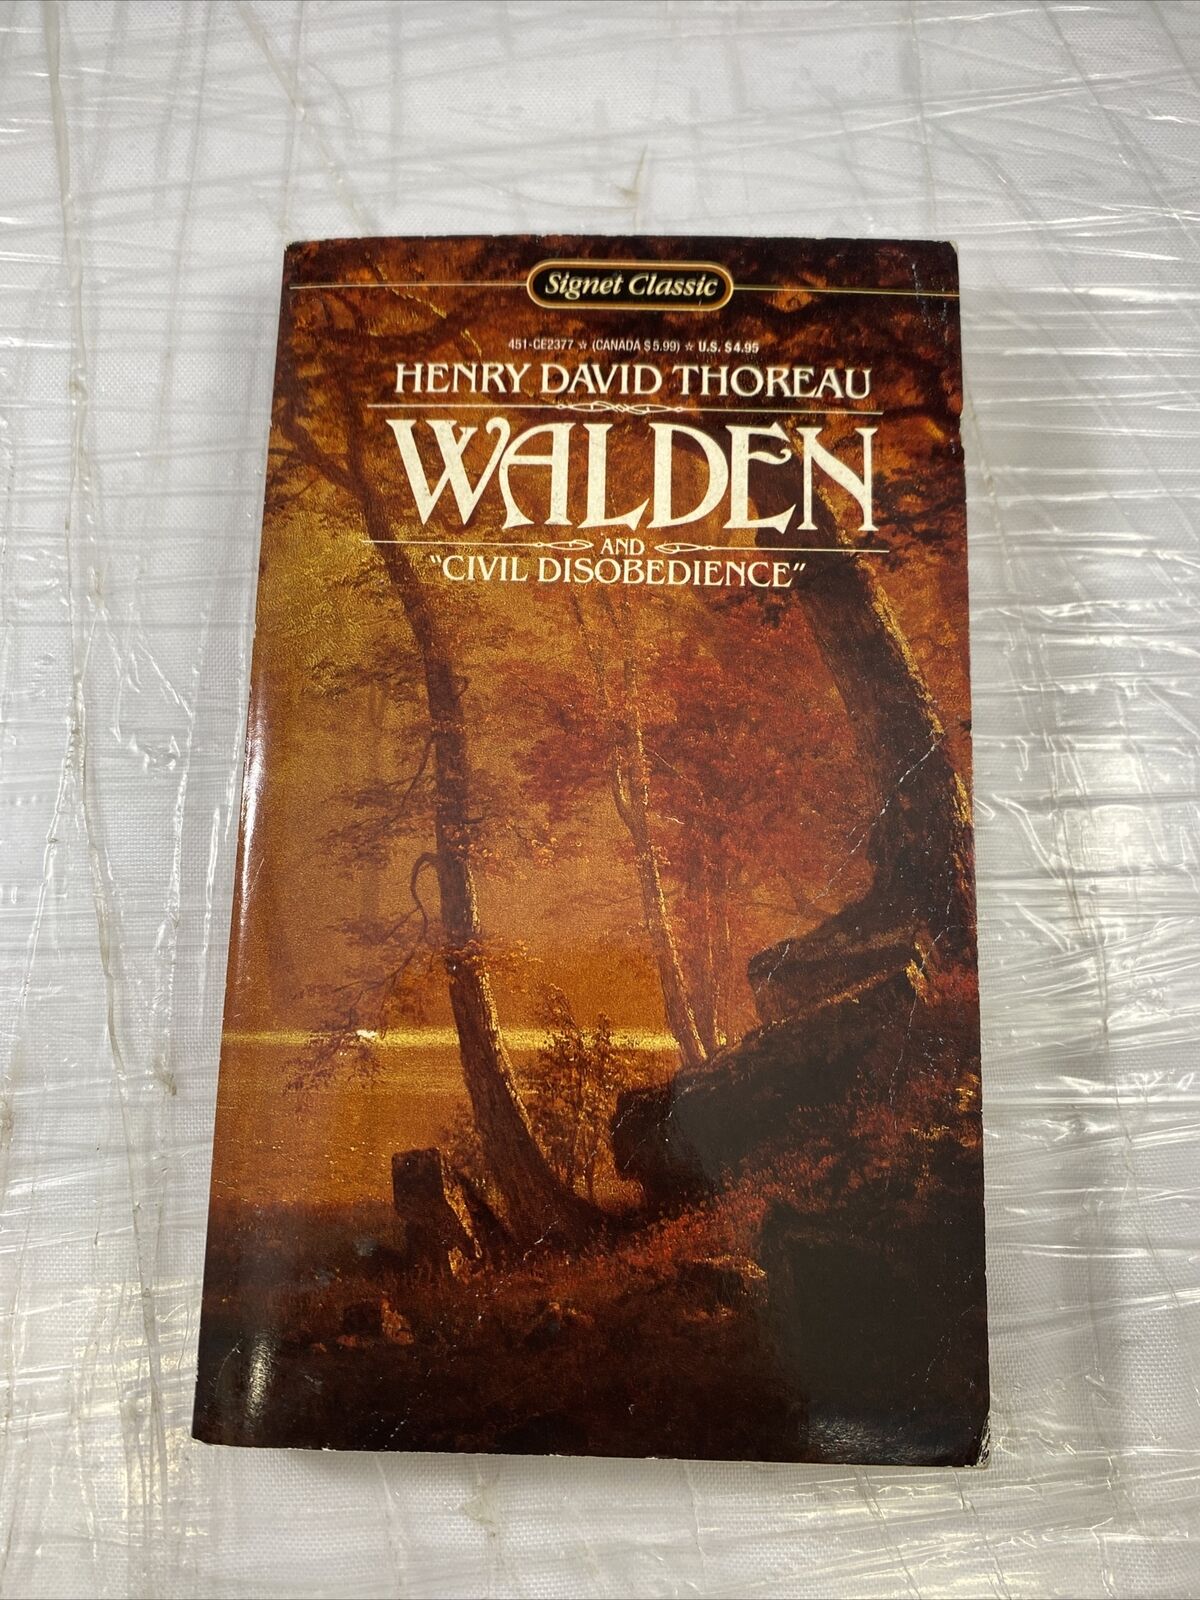 Signet Classic
451-CE2377 ☆ (CANADA $5.99) ☆ U.S. $4.95
HENRY DAVID THOREAU
WALDEN
AND
"CIVIL DISOBEDIENCE"